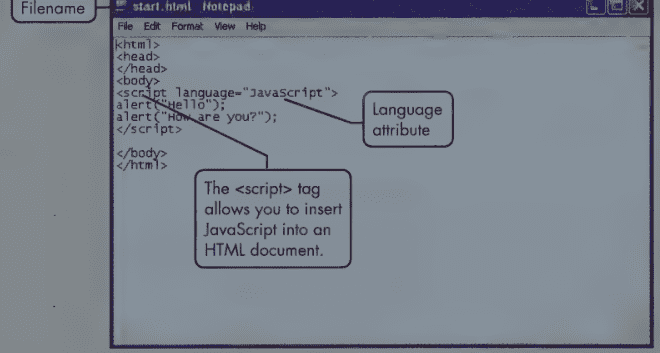 Filename
start.html Notepad
File Edit Format View Help
<html>
<head>
</head>
<body>
<script language="JavaScript">
alert("Hello");
alert("How are you?");
</script>
</body>
</html>
Language
attribute
The <script> tag
allows you to insert
JavaScript into an
HTML document.